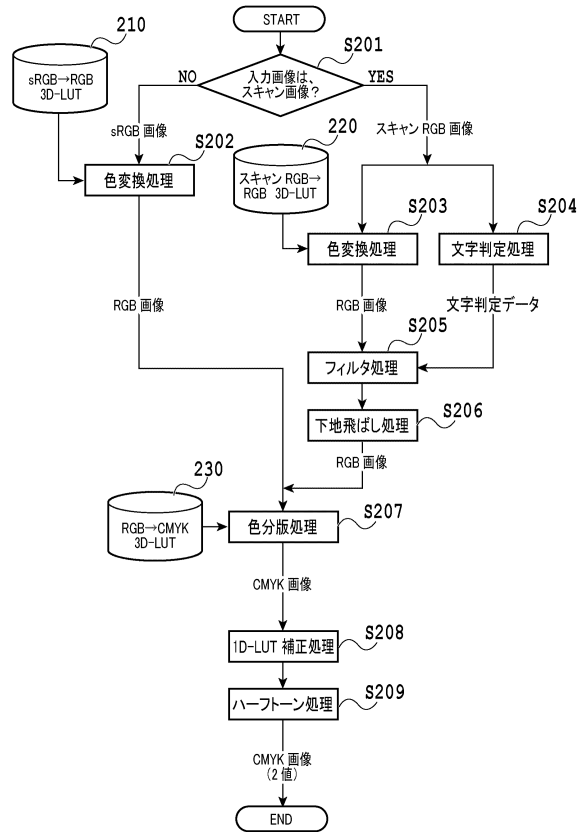 START
210
S201
sRGB→RGB
3D-LUT
NO
入力画像は、
スキャン画像？
YES
sRGB 画像
スキャン RGB 画像
S202
220
色変換処理
スキャン RGB→
RGB 3D-LUT
S203
S204
色変換処理
文字判定処理
RGB 画像
RGB 画像
文字判定データ
S205
フィルタ処理
S206
下地飛ばし処理
RGB 画像
230
S207
RGB→CMYK
3D-LUT
色分版処理
CMYK 画像
S208
1D-LUT 補正処理
S209
ハーフトーン処理
CMYK 画像
（2 値）
END